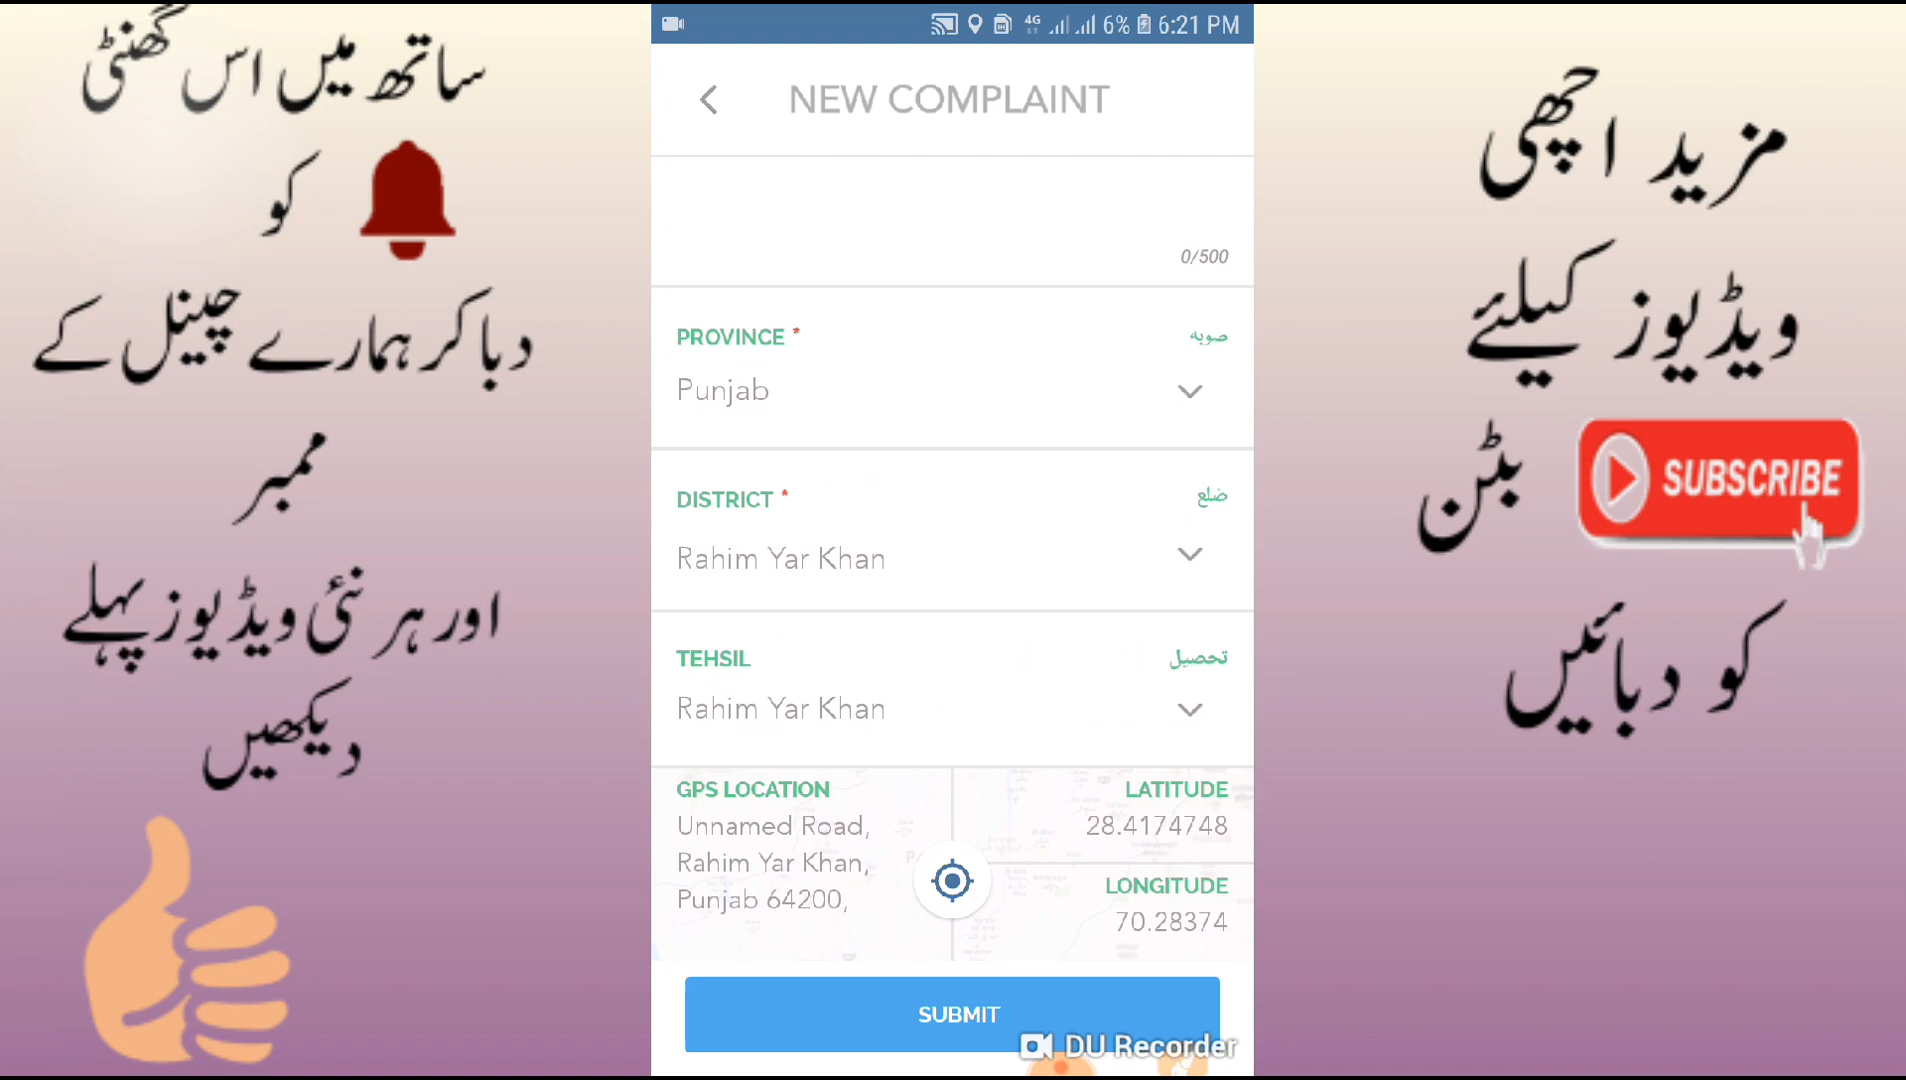 ساتھ میں اس گھنٹی
کو
دبا کر ہمارے چینل کے
ممبر
اور ہر نئی ویڈیوز پہلے
دیکھیں
6% 6:21 PM
4G
NEW COMPLAINT
0/500
PROVINCE * صوبہ
Punjab
DISTRICT * ضلع
Rahim Yar Khan
TEHSIL تحصیل
Rahim Yar Khan
GPS LOCATION
Unnamed Road,
Rahim Yar Khan,
Punjab 64200,
LATITUDE
28.4174748
LONGITUDE
70.28374
SUBMIT
DU Recorder
مزید اچھی
ویڈیوز کیلئے
SUBSCRIBE بٹن
کو دبائیں